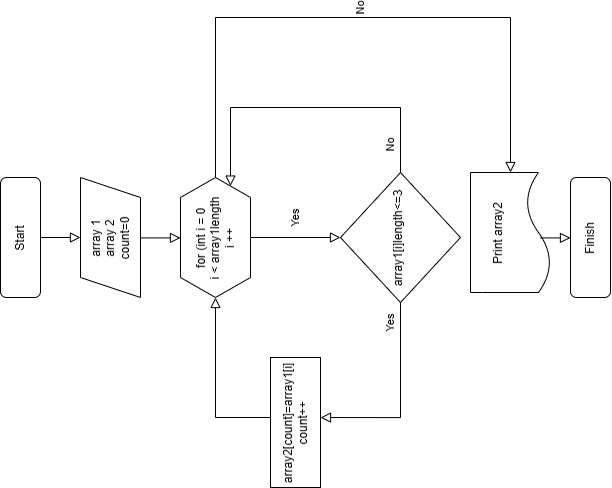 Start
array 1
array 2
count=0
for (int i = 0
i < array1length
i ++
Yes
No
array1[i]length<=3
No
Yes
array2[count]=array1[i]
count++
Print array2
Finish